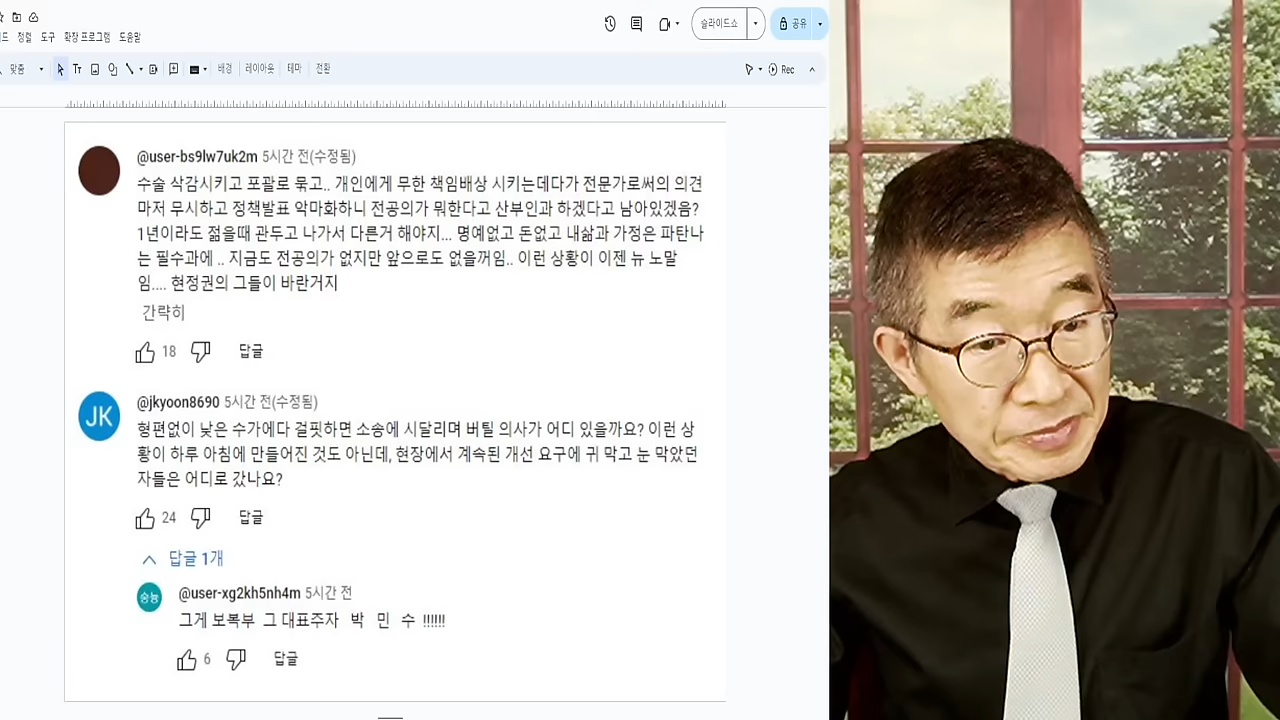 정렬 도구 확장 프로그램 도움말
슬라이드쇼
공유
맞춤
Tт
배경 레이아웃 테마 전환
Rec
@user-bs9lw7uk2m 5시간 전(수정됨)
수술 삭감시키고 포괄로 묶고.. 개인에게 무한 책임배상 시키는데다가 전문가로써의 의견
마저 무시하고 정책발표 악마화하니 전공의가 뭐한다고 산부인과 하겠다고 남아있겠음?
1년이라도 젊을때 관두고 나가서 다른거 해야지... 명예없고 돈없고 내삶과 가정은 파탄나
는 필수과에 .. 지금도 전공의가 없지만 앞으로도 없을꺼임.. 이런 상황이 이젠 뉴 노말
임.... 현정권의 그들이 바란거지
간략히
18 답글
JK
@jkyoon8690 5시간 전(수정됨)
형편없이 낮은 수가에다 걸핏하면 소송에 시달리며 버틸 의사가 어디 있을까요? 이런 상
황이 하루 아침에 만들어진 것도 아닌데, 현장에서 계속된 개선 요구에 귀 막고 눈 막았던
자들은 어디로 갔나요?
24 답글
답글 1개
숭늉
@user-xg2kh5nh4m 5시간 전
그게 보복부 그 대표주자 박 민 수 !!!!!!
6 답글